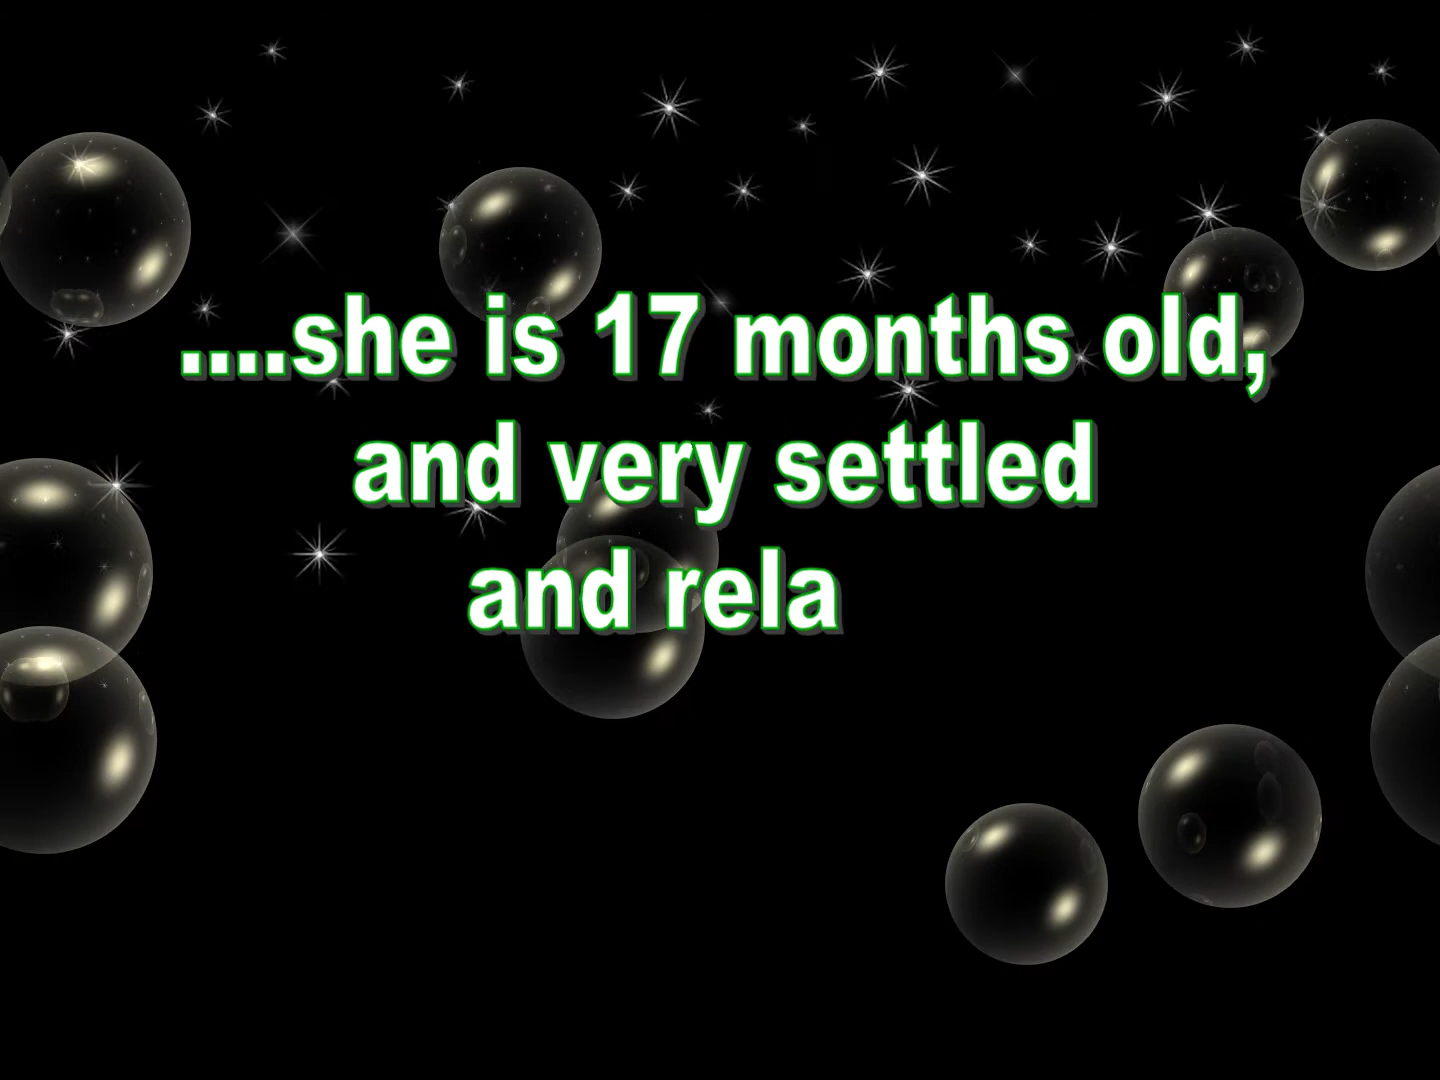 ....she is 17 months old,
and very settled
and rela